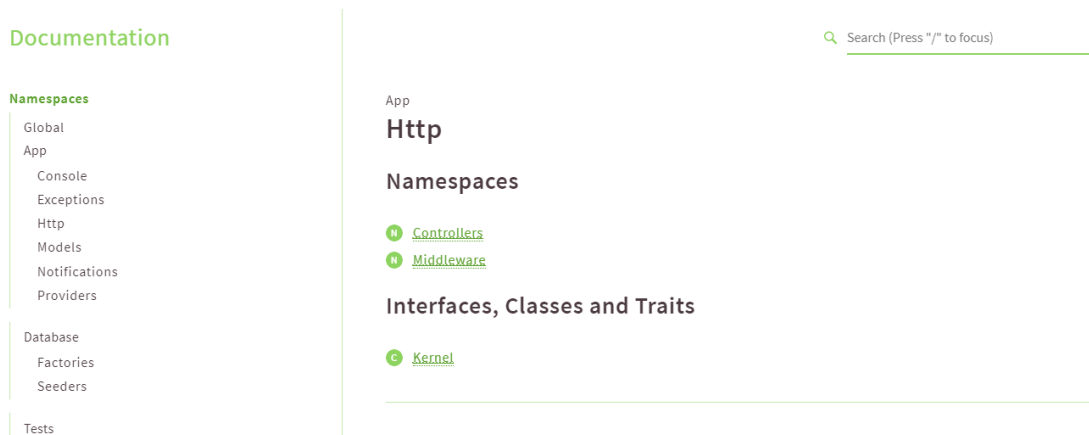 Documentation
Search (Press "/" to focus)
Namespaces
Global
App
Console
Exceptions
Http
Models
Notifications
Providers
Database
Factories
Seeders
Tests
App
Http
Namespaces
N Controllers
N Middleware
Interfaces, Classes and Traits
C Kernel